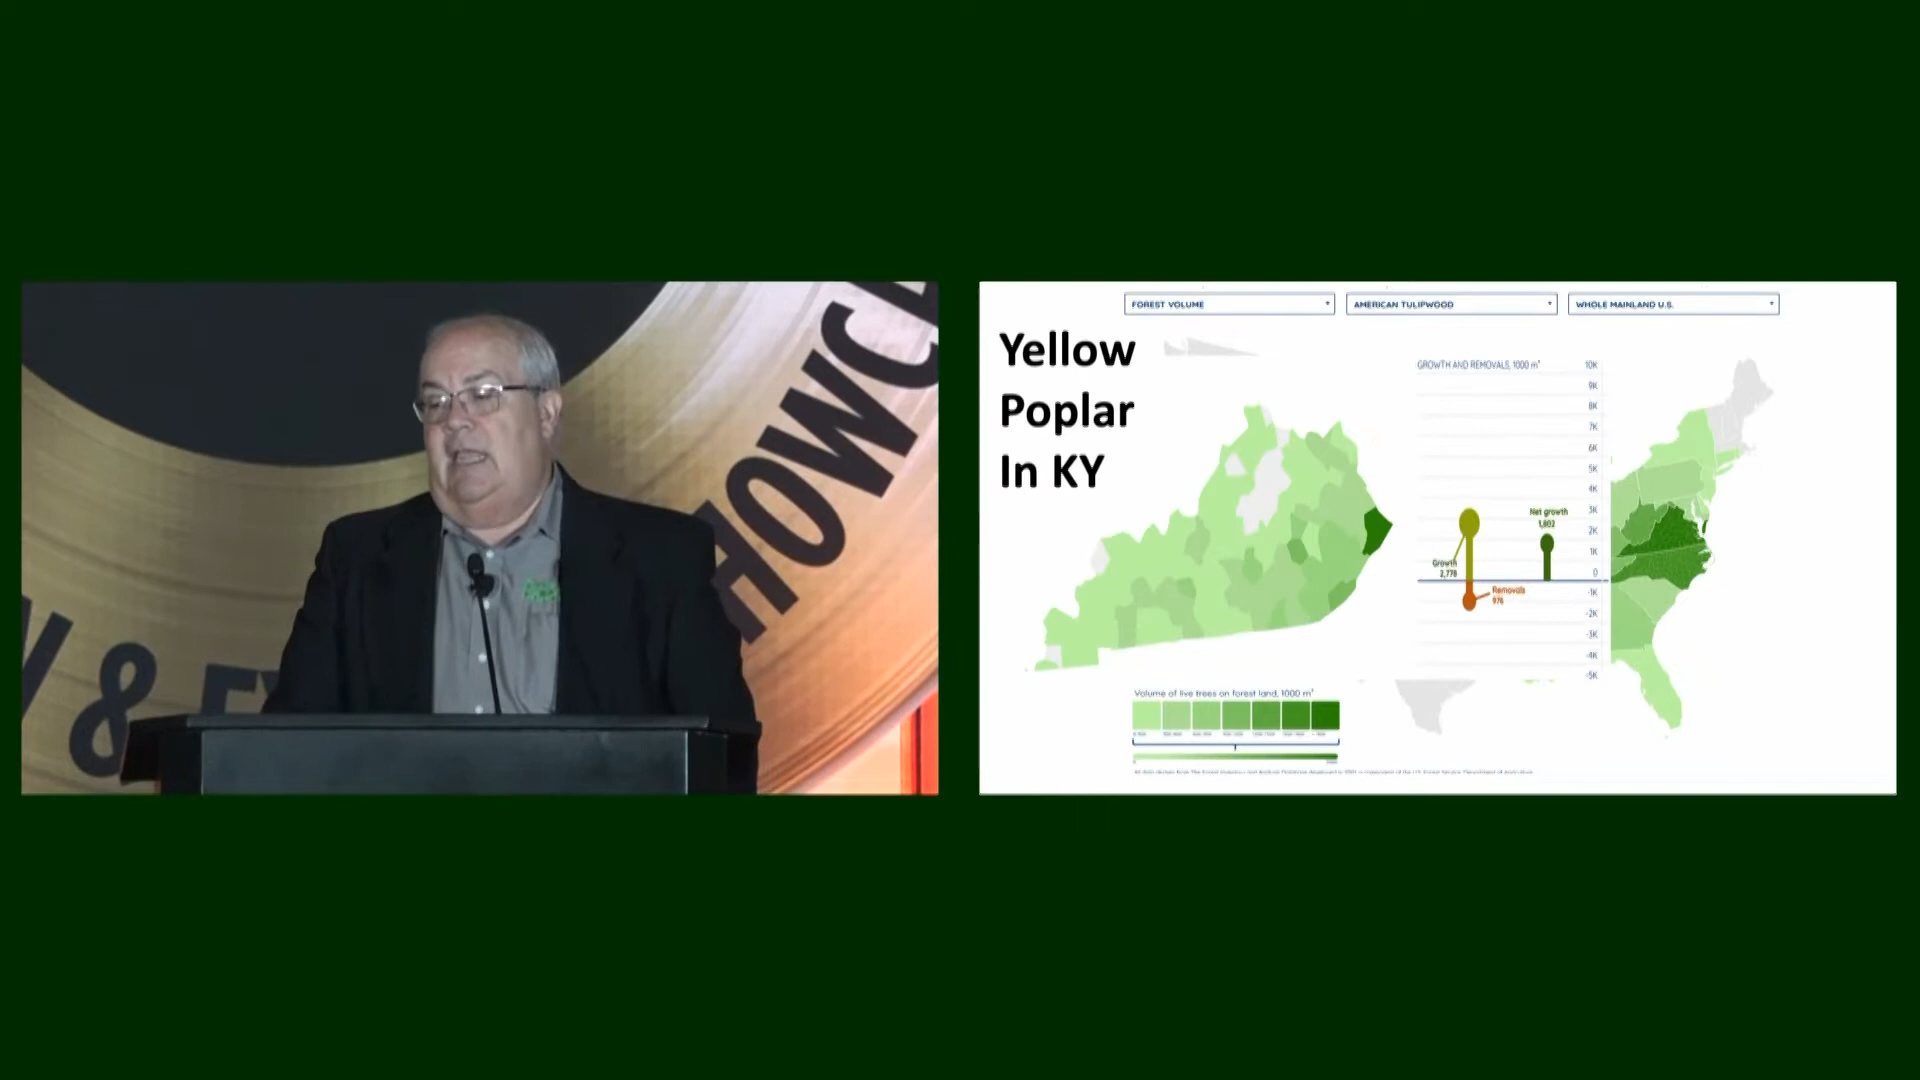 HOWC
Y & E
FOREST VOLUME
AMERICAN TULIPWOOD
WHOLE MAINLAND U.S.
Yellow
Poplar
In KY
GROWTH AND REMOVALS, 1000 m³
10K
9K
8K
7K
6K
5K
4K
3K
2K
1K
0
-1K
-2K
-3K
-4K
-5K
Growth
2,778
Removals
976
Net growth
1,802
Volume of live trees on forest land, 1000 m³